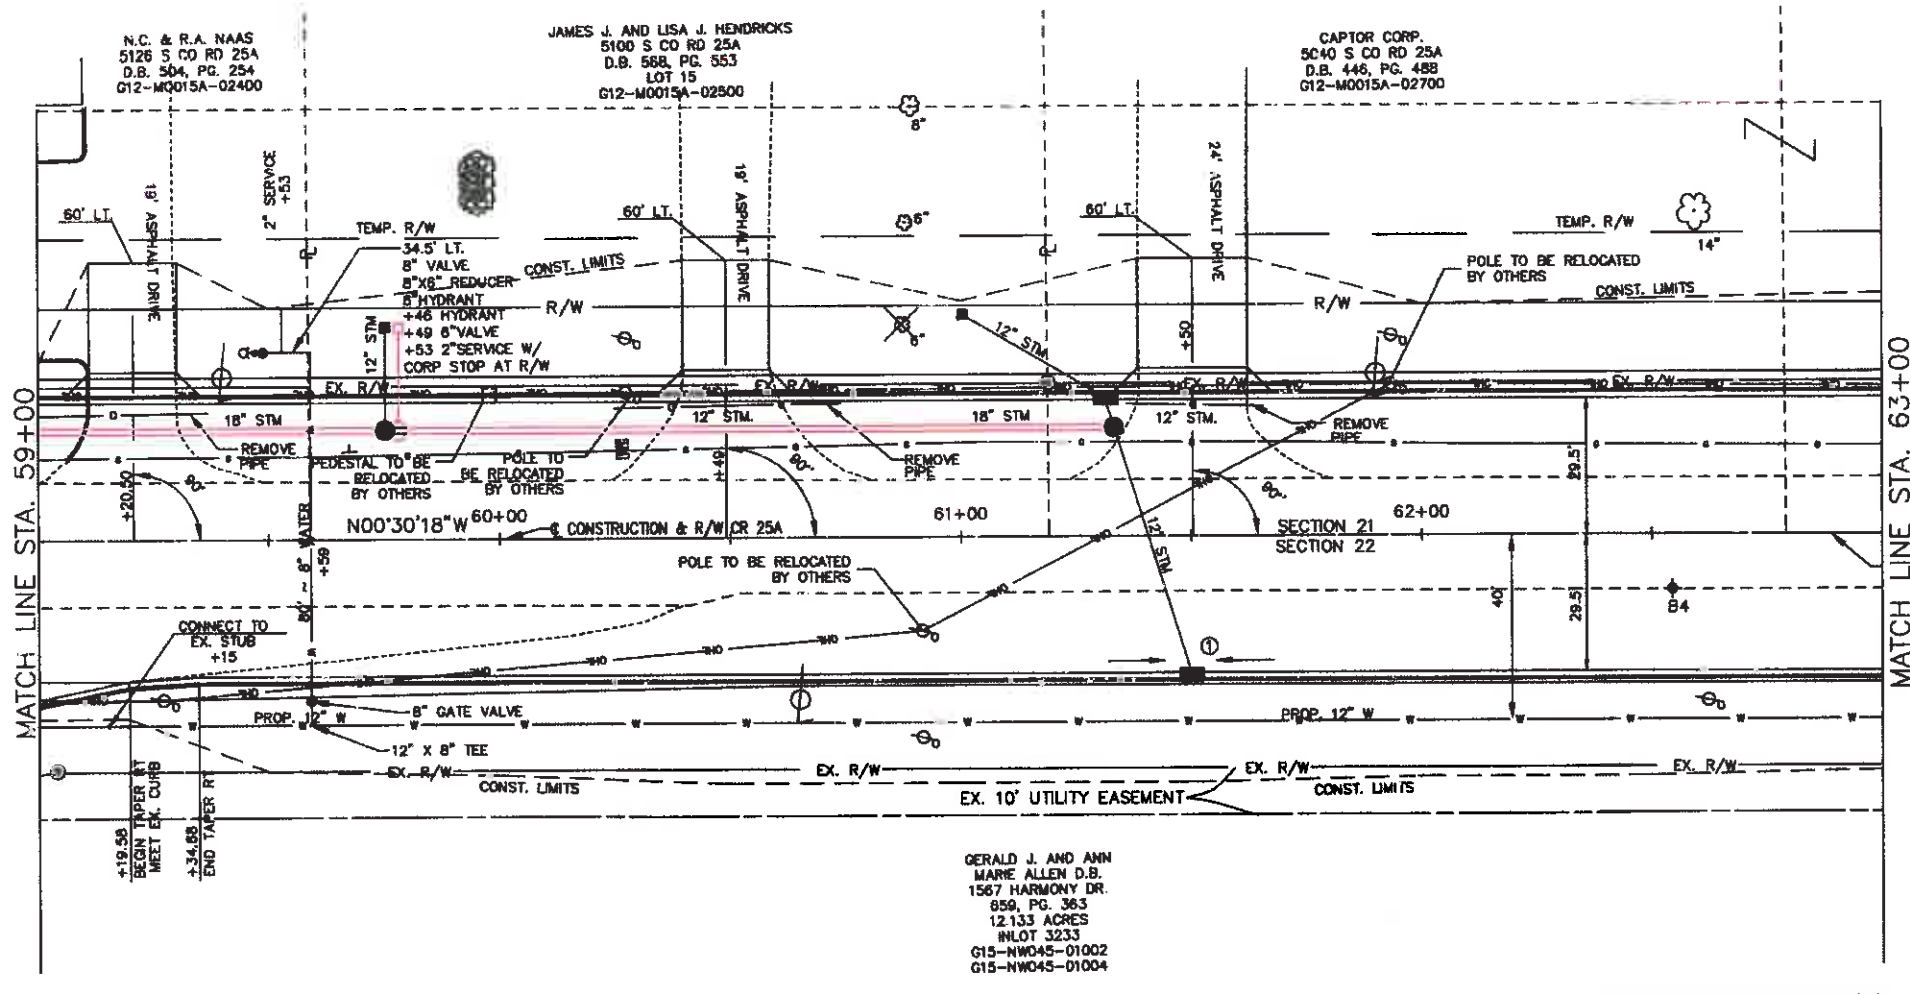 N.C. & R.A. NAAS
5126 S CO RD 25A
D.B. 504, PG. 254
G12-M0015A-02400
JAMES J. AND LISA J. HENDRICKS
5100 S CO RD 25A
D.B. 568, PG. 553
LOT 15
G12-M0015A-02500
CAPTOR CORP.
5040 S CO RD 25A
D.B. 446, PG. 488
G12-M0015A-02700
8"
60' LT.
19' ASPHALT DRIVE
2" SERVICE
+53
TEMP. R/W
34.5' LT.
8" VALVE
8"X6" REDUCER
6"HYDRANT
+46 HYDRANT
+49 6"VALVE
+53 2"SERVICE W/
CORP STOP AT R/W
12" STM
CONST. LIMITS
R/W
60' LT.
19' ASPHALT DRIVE
6"
6"
60' LT.
24' ASPHALT DRIVE
12" STM
+50
R/W
TEMP. R/W
14"
POLE TO BE RELOCATED
BY OTHERS
CONST. LIMITS
EX. R/W
EX. R/W
EX. R/W
EX. R/W
18" STM
12" STM.
18" STM
12" STM.
REMOVE
PIPE
PEDESTAL TO BE
RELOCATED
BY OTHERS
POLE TO
BE RELOCATED
BY OTHERS
REMOVE
PIPE
REMOVE
PIPE
+20.50
90°
+49
90°
90°
29.5'
MATCH LINE STA. 59+00
MATCH LINE STA. 63+00
N00°30'18"W
60+00
61+00
62+00
℄ CONSTRUCTION & R/W CR 25A
SECTION 21
SECTION 22
80' ~ 8" WATER
+59
12" STM
POLE TO BE RELOCATED
BY OTHERS
40'
29.5'
84
CONNECT TO
EX. STUB
+15
OHL
OHL
OHL
OHL
1
8" GATE VALVE
PROP. 12" W
PROP. 12" W
12" X 8" TEE
EX. R/W
EX. R/W
EX. R/W
EX. R/W
CONST. LIMITS
CONST. LIMITS
EX. 10' UTILITY EASEMENT
+19.58
BEGIN TAPER RT
MEET EX. CURB
+34.68
END TAPER RT
GERALD J. AND ANN
MARIE ALLEN D.B.
1567 HARMONY DR.
659, PG. 363
12.133 ACRES
INLOT 3233
G15-NW045-01002
G15-NW045-01004